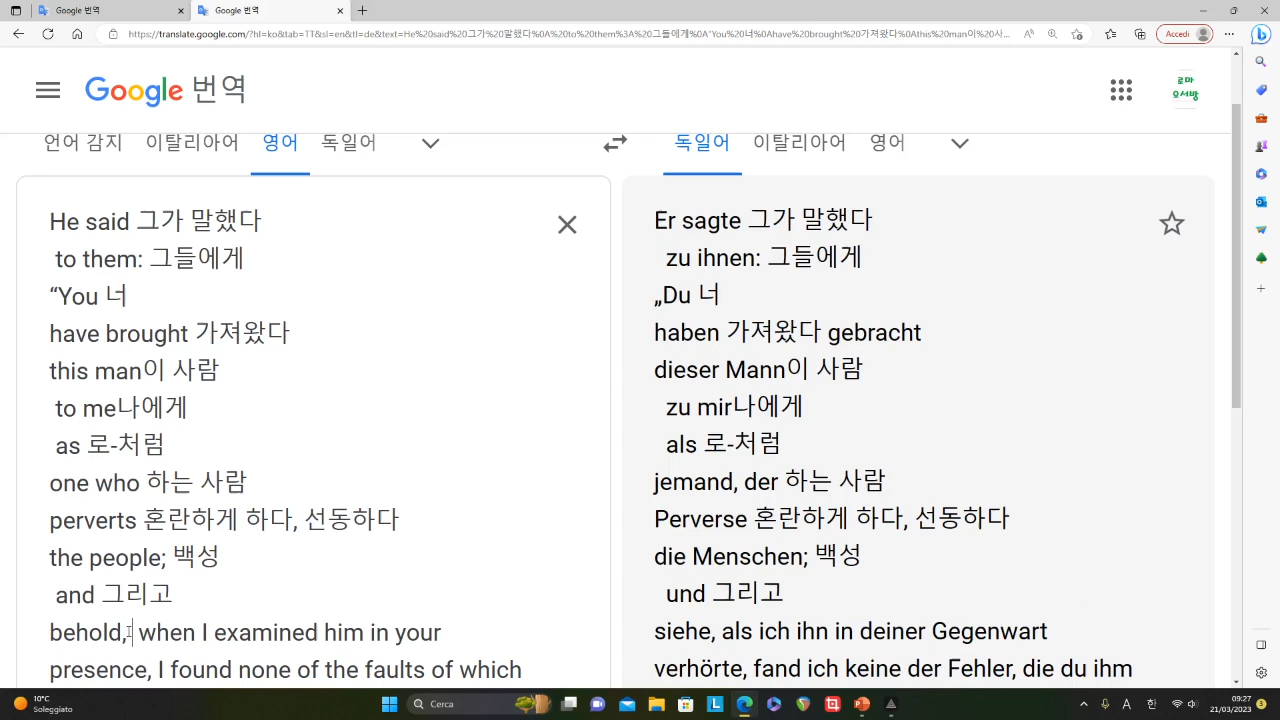 Google 번역
Google 번역
https://translate.google.com/?hl=ko&tab=TT&sl=en&tl=de&text=He%20said%20그가%20말했다%0A%20to%20them%3A%20그들에게%0A"You%20너%0Ahave%20brought%20가져왔다%0Athis%20man이%20사...
Accedi
Google 번역
로마
오서방
언어 감지 이탈리아어 영어 독일어
독일어 이탈리아어 영어
He said 그가 말했다
to them: 그들에게
“You 너
have brought 가져왔다
this man이 사람
to me나에게
as 로-처럼
one who 하는 사람
perverts 혼란하게 하다, 선동하다
the people; 백성
and 그리고
behold, when I examined him in your
presence, I found none of the faults of which
Er sagte 그가 말했다
zu ihnen: 그들에게
„Du 너
haben 가져왔다 gebracht
dieser Mann이 사람
zu mir나에게
als 로-처럼
jemand, der 하는 사람
Perverse 혼란하게 하다, 선동하다
die Menschen; 백성
und 그리고
siehe, als ich ihn in deiner Gegenwart
verhörte, fand ich keine der Fehler, die du ihm
10°C
Soleggiato
Cerca
A 한
09:27
21/03/2023
3